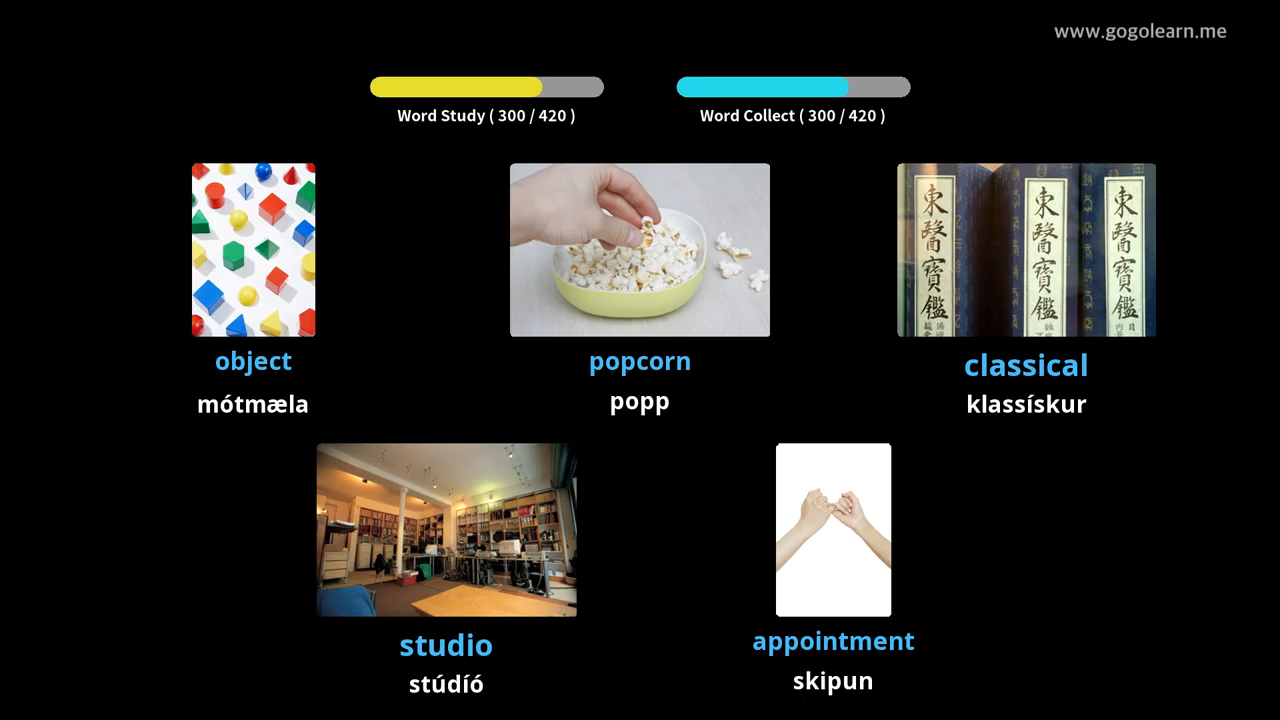 www.gogolearn.me
Word Study ( 300 / 420 )
Word Collect ( 300 / 420 )
東醫寶鑑
東醫寶鑑
東醫寶鑑
object
popcorn
classical
mótmæla
popp
klassískur
studio
appointment
stúdíó
skipun